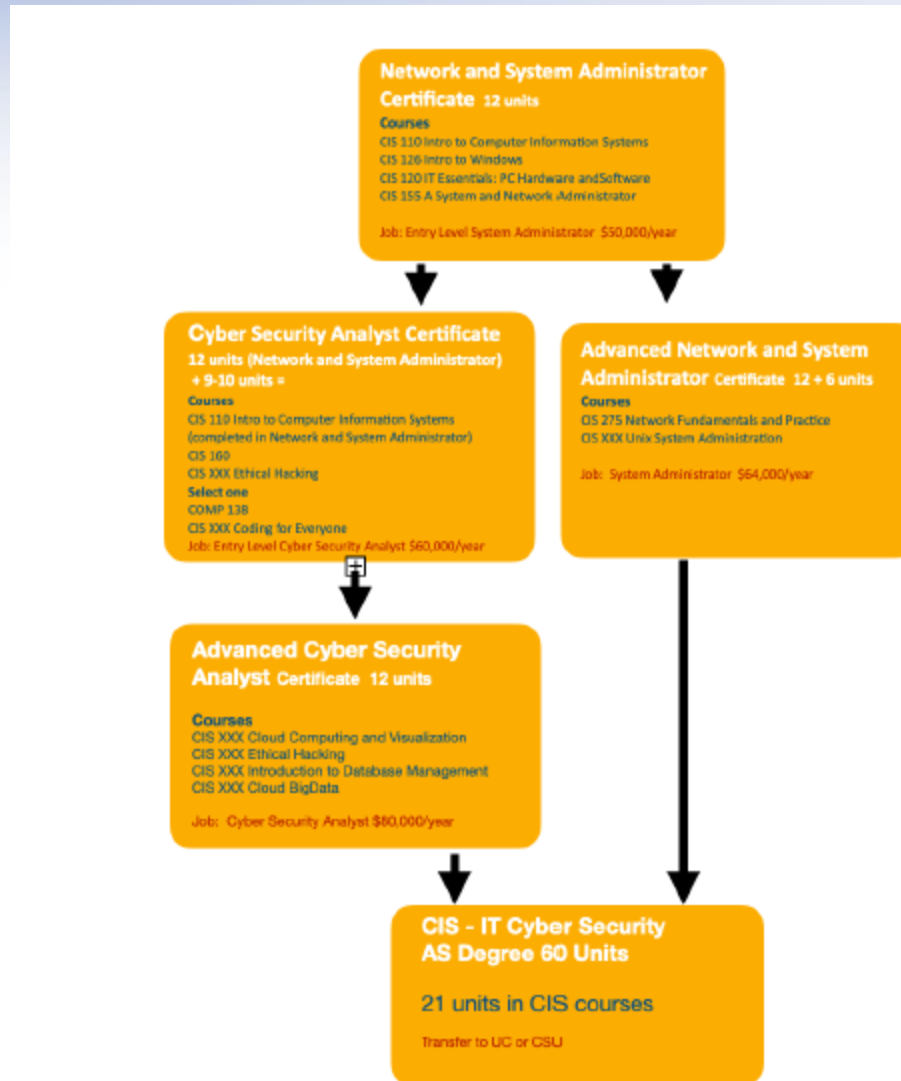 Network and System Administrator
Certificate 12 units
Courses
CIS 110 Intro to Computer Information Systems
CIS 126 Intro to Windows
CIS 120 IT Essentials: PC Hardware andSoftware
CIS 155 A System and Network Administrator
Job: Entry Level System Administrator $50,000/year
Cyber Security Analyst Certificate
12 units (Network and System Administrator)
+ 9-10 units =
Courses
CIS 110 Intro to Computer Information Systems
(completed in Network and System Administrator)
CIS 160
CIS XXX Ethical Hacking
Select one
COMP 138
CIS XXX Coding for Everyone
Job: Entry Level Cyber Security Analyst $60,000/year
Advanced Network and System
Administrator Certificate 12 + 6 units
Courses
CIS 275 Network Fundamentals and Practice
CIS XXX Unix System Administration
Job: System Administrator $64,000/year
Advanced Cyber Security
Analyst Certificate 12 units
Courses
CIS XXX Cloud Computing and Visualization
CIS XXX Ethical Hacking
CIS XXX Introduction to Database Management
CIS XXX Cloud BigData
Job: Cyber Security Analyst $80,000/year
CIS - IT Cyber Security
AS Degree 60 Units
21 units in CIS courses
Transfer to UC or CSU